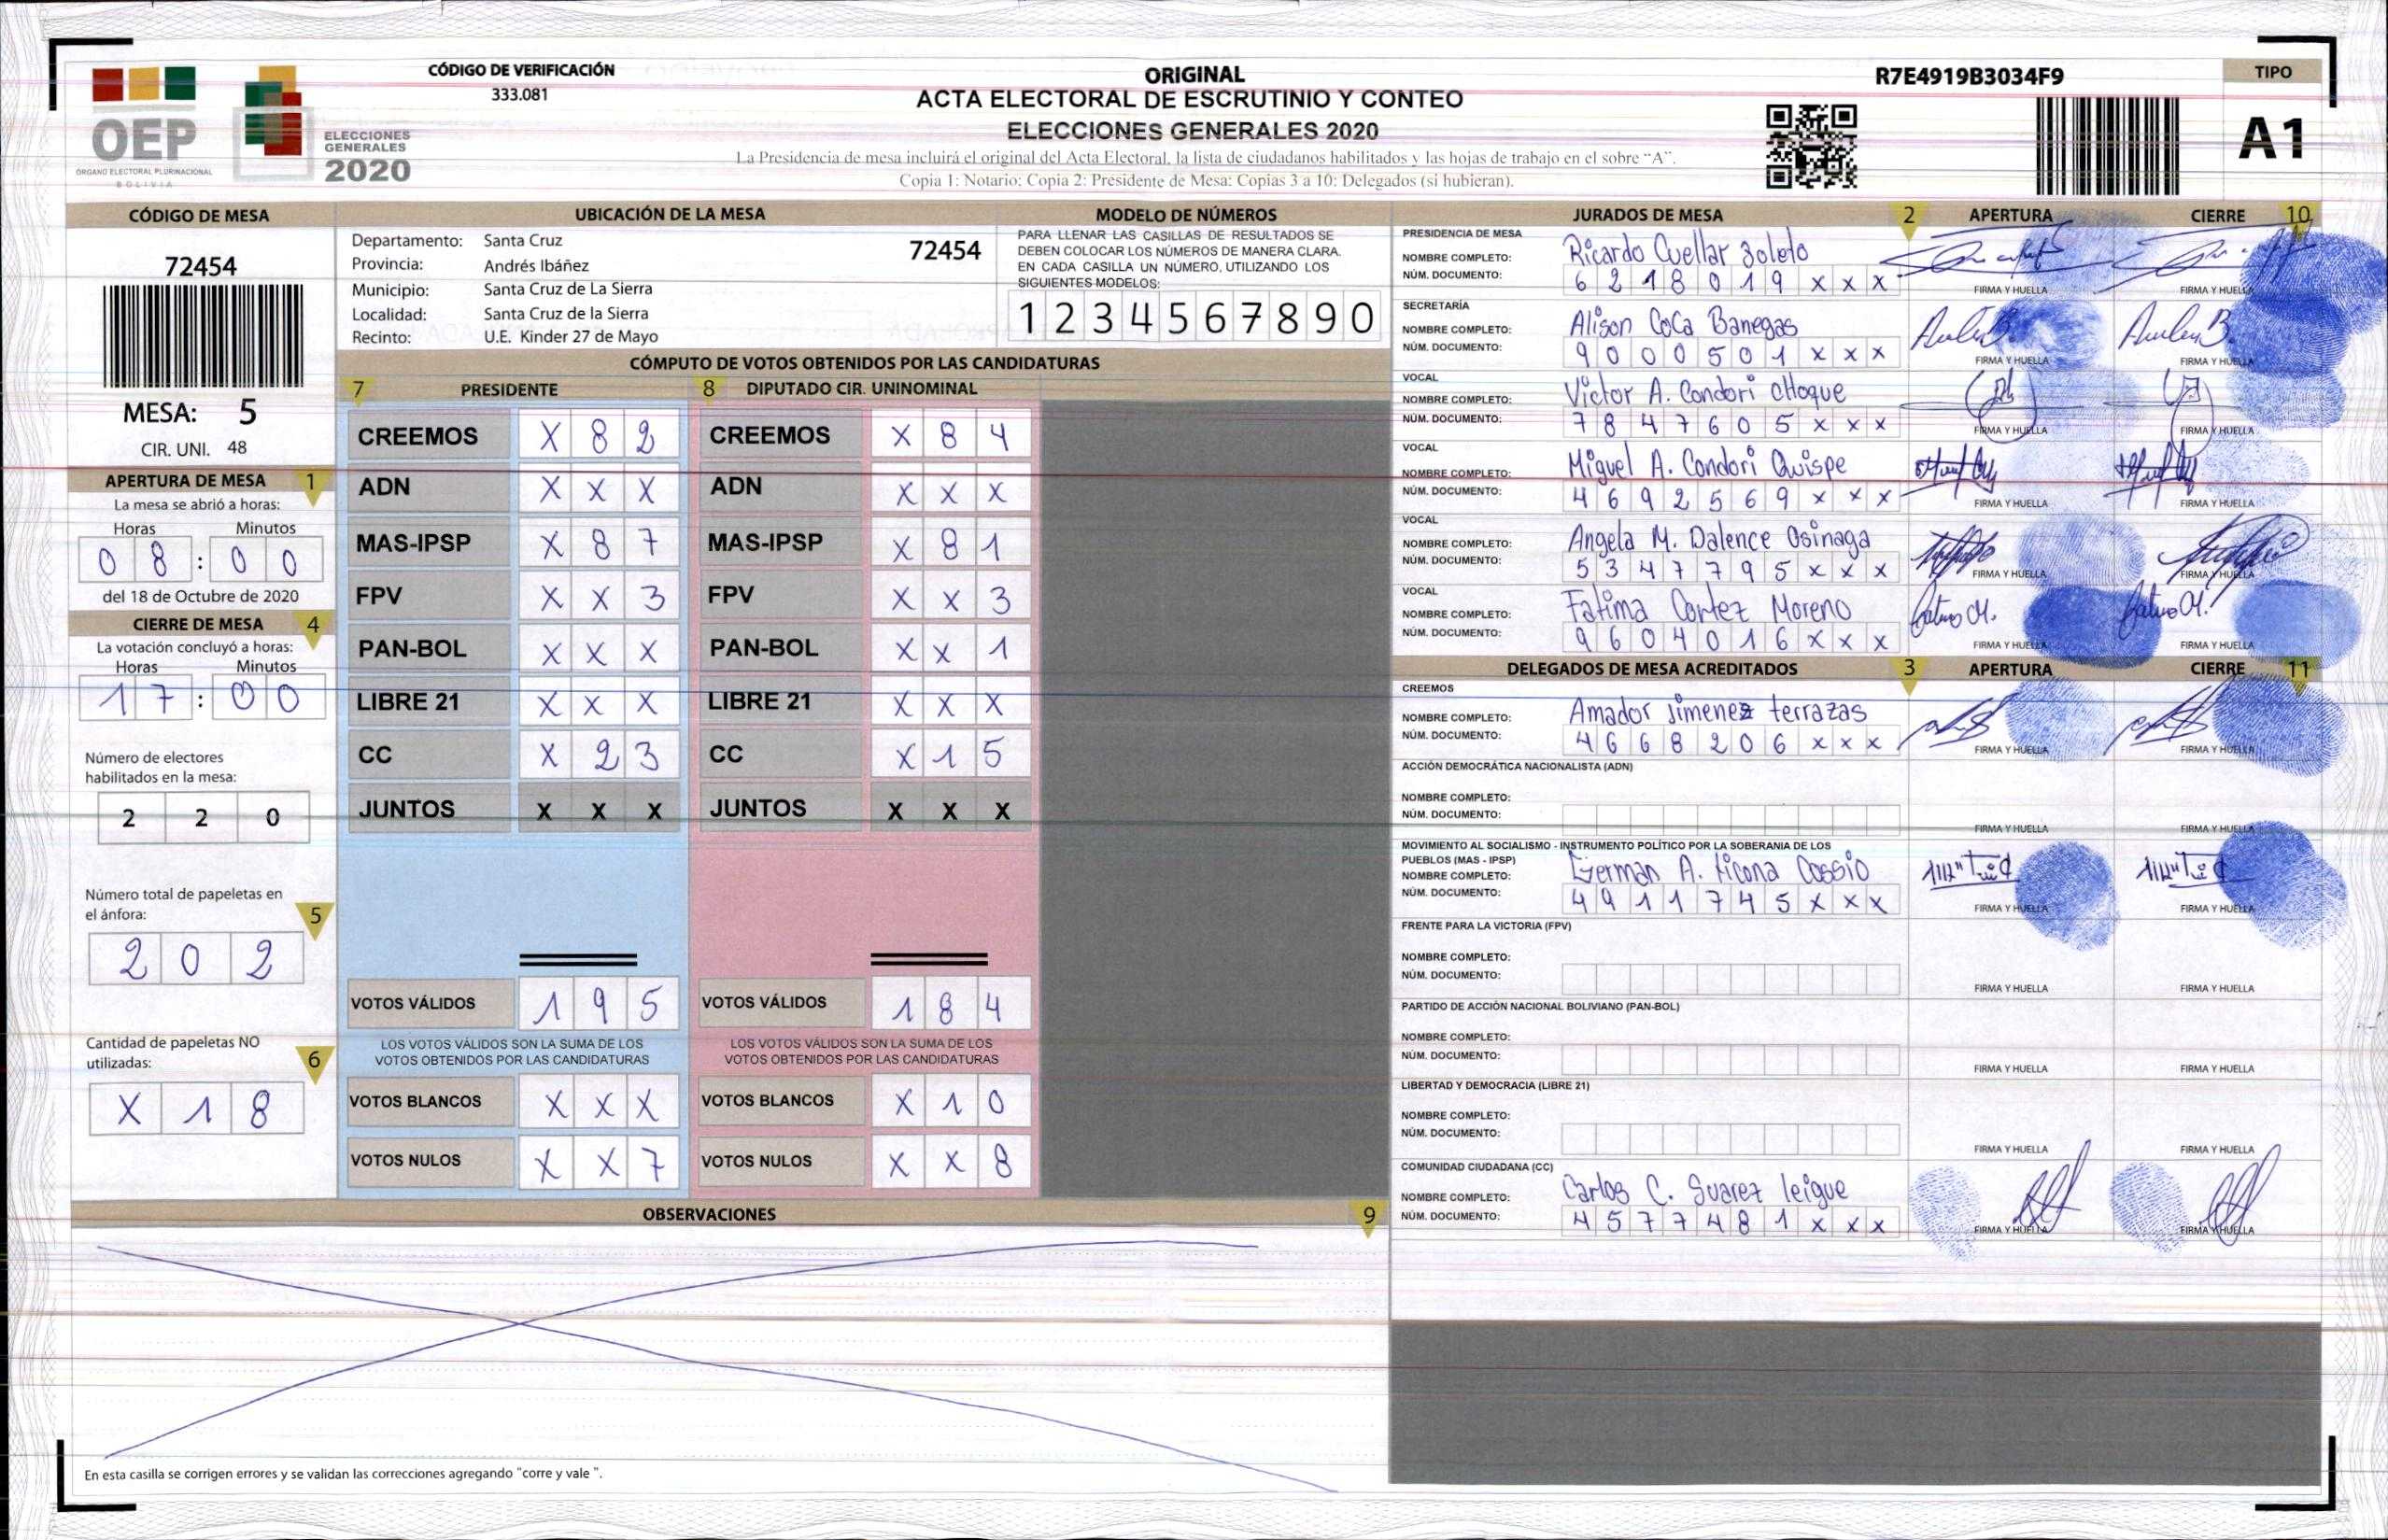 CÓDIGO DE VERIFICACIÓN
333.081
OEP
ÓRGANO ELECTORAL PLURINACIONAL
BOLIVIA
ELECCIONES
GENERALES
2020
ORIGINAL
ACTA ELECTORAL DE ESCRUTINIO Y CONTEO
ELECCIONES GENERALES 2020
La Presidencia de mesa incluirá el original del Acta Electoral, la lista de ciudadanos habilitados y las hojas de trabajo en el sobre "A".
Copia 1: Notario; Copia 2: Presidente de Mesa; Copias 3 a 10: Delegados (si hubieran).
R7E4919B3034F9
TIPO
A1
CÓDIGO DE MESA
72454
MESA: 5
CIR. UNI. 48
APERTURA DE MESA 1
La mesa se abrió a horas:
Horas Minutos
0 8 : 0 0
del 18 de Octubre de 2020
CIERRE DE MESA 4
La votación concluyó a horas:
Horas Minutos
1 7 : 0 0
Número de electores
habilitados en la mesa:
2 2 0
Número total de papeletas en
el ánfora: 5
2 0 2
Cantidad de papeletas NO
utilizadas: 6
X 1 8
UBICACIÓN DE LA MESA
Departamento: Santa Cruz
72454
Provincia: Andrés Ibáñez
Municipio: Santa Cruz de La Sierra
Localidad: Santa Cruz de la Sierra
Recinto: U.E. Kinder 27 de Mayo
MODELO DE NÚMEROS
PARA LLENAR LAS CASILLAS DE RESULTADOS SE
DEBEN COLOCAR LOS NÚMEROS DE MANERA CLARA.
EN CADA CASILLA UN NÚMERO, UTILIZANDO LOS
SIGUIENTES MODELOS:
1 2 3 4 5 6 7 8 9 0
CÓMPUTO DE VOTOS OBTENIDOS POR LAS CANDIDATURAS
7 PRESIDENTE
8 DIPUTADO CIR. UNINOMINAL
CREEMOS X 8 2 CREEMOS X 8 4
ADN X X X ADN X X X
MAS-IPSP X 8 7 MAS-IPSP X 8 1
FPV X X 3 FPV X X 3
PAN-BOL X X X PAN-BOL X X 1
LIBRE 21 X X X LIBRE 21 X X X
CC X 2 3 CC X 1 5
JUNTOS X X X JUNTOS X X X
VOTOS VÁLIDOS 1 9 5 VOTOS VÁLIDOS 1 8 4
LOS VOTOS VÁLIDOS SON LA SUMA DE LOS LOS VOTOS VÁLIDOS SON LA SUMA DE LOS
VOTOS OBTENIDOS POR LAS CANDIDATURAS VOTOS OBTENIDOS POR LAS CANDIDATURAS
VOTOS BLANCOS X X X VOTOS BLANCOS X 1 0
VOTOS NULOS X X 7 VOTOS NULOS X X 8
OBSERVACIONES 9
En esta casilla se corrigen errores y se validan las correcciones agregando "corre y vale ".
JURADOS DE MESA 2 APERTURA CIERRE 10
PRESIDENCIA DE MESA
NOMBRE COMPLETO: Ricardo Cuellar Soleto
NÚM. DOCUMENTO: 6 2 1 8 0 1 9 x x x FIRMA Y HUELLA FIRMA Y HUELLA
SECRETARÍA
NOMBRE COMPLETO: Alison Coca Banegas
NÚM. DOCUMENTO: 9 0 0 0 5 0 1 x x x FIRMA Y HUELLA FIRMA Y HUELLA
VOCAL
NOMBRE COMPLETO: Victor A. Condori Choque
NÚM. DOCUMENTO: 7 8 4 7 6 0 5 x x x FIRMA Y HUELLA FIRMA Y HUELLA
VOCAL
NOMBRE COMPLETO: Miguel A. Condori Quispe
NÚM. DOCUMENTO: 4 6 9 2 5 6 9 x x x FIRMA Y HUELLA FIRMA Y HUELLA
VOCAL
NOMBRE COMPLETO: Angela M. Dalence Osinaga
NÚM. DOCUMENTO: 5 3 4 7 7 9 5 x x x FIRMA Y HUELLA FIRMA Y HUELLA
VOCAL
NOMBRE COMPLETO: Fatima Cortez Moreno
NÚM. DOCUMENTO: 9 6 0 4 0 1 6 x x x FIRMA Y HUELLA FIRMA Y HUELLA
DELEGADOS DE MESA ACREDITADOS 3 APERTURA CIERRE 11
CREEMOS
NOMBRE COMPLETO: Amador Jimenez terrazas
NÚM. DOCUMENTO: 4 6 6 8 2 0 6 x x x FIRMA Y HUELLA FIRMA Y HUELLA
ACCIÓN DEMOCRÁTICA NACIONALISTA (ADN)
NOMBRE COMPLETO:
NÚM. DOCUMENTO: FIRMA Y HUELLA FIRMA Y HUELLA
MOVIMIENTO AL SOCIALISMO - INSTRUMENTO POLÍTICO POR LA SOBERANIA DE LOS
PUEBLOS (MAS - IPSP)
NOMBRE COMPLETO: German A. Ticona Cossio
NÚM. DOCUMENTO: 4 9 1 1 7 4 5 x x x FIRMA Y HUELLA FIRMA Y HUELLA
FRENTE PARA LA VICTORIA (FPV)
NOMBRE COMPLETO:
NÚM. DOCUMENTO: FIRMA Y HUELLA FIRMA Y HUELLA
PARTIDO DE ACCIÓN NACIONAL BOLIVIANO (PAN-BOL)
NOMBRE COMPLETO:
NÚM. DOCUMENTO: FIRMA Y HUELLA FIRMA Y HUELLA
LIBERTAD Y DEMOCRACIA (LIBRE 21)
NOMBRE COMPLETO:
NÚM. DOCUMENTO: FIRMA Y HUELLA FIRMA Y HUELLA
COMUNIDAD CIUDADANA (CC)
NOMBRE COMPLETO: Carlos C. Suarez leigue
NÚM. DOCUMENTO: 4 5 7 7 4 8 1 x x x FIRMA Y HUELLA FIRMA Y HUELLA